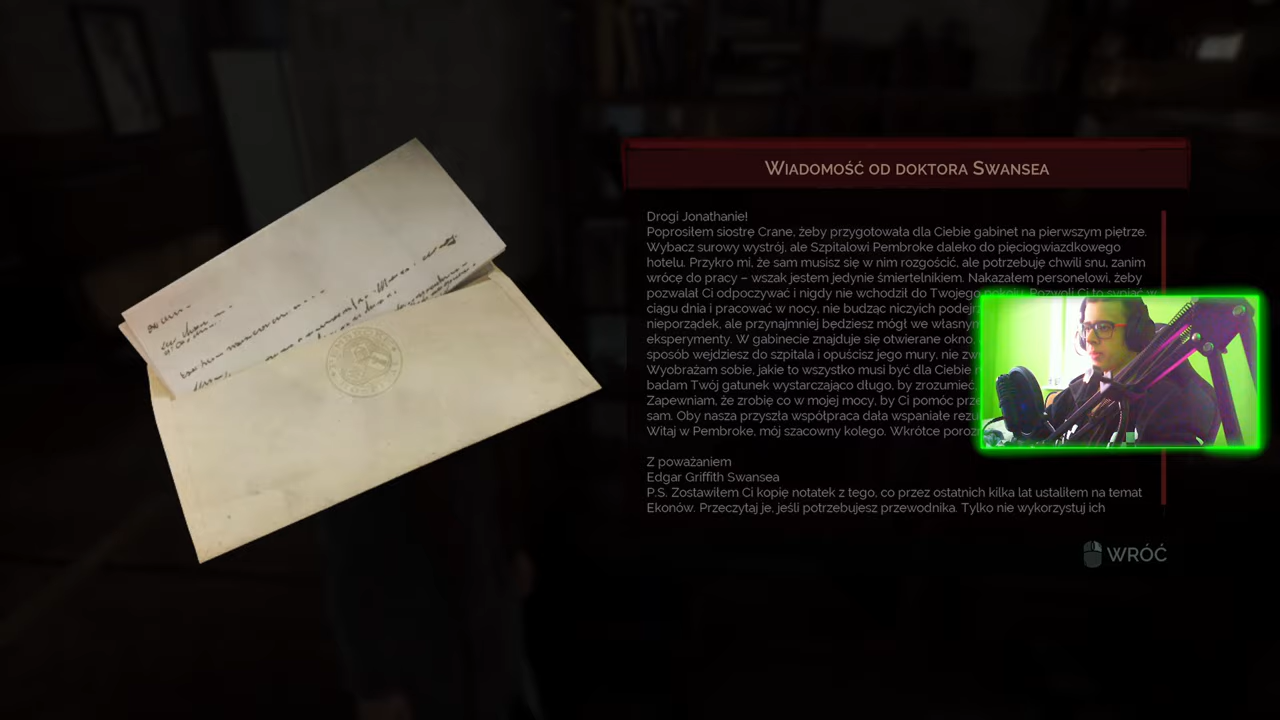 Wiadomość od doktora Swansea
Drogi Jonathanie!
Poprosiłem siostrę Crane, żeby przygotowała dla Ciebie gabinet na pierwszym piętrze.
Wybacz surowy wystrój, ale Szpitalowi Pembroke daleko do pięciogwiazdkowego
hotelu. Przykro mi, że sam musisz się w nim rozgościć, ale potrzebuję chwili snu, zanim
wrócę do pracy – wszak jestem jedynie śmiertelnikiem. Nakazałem personelowi, żeby
pozwalał Ci odpoczywać i nigdy nie wchodził do Twojego pokoju. Pozwoli Ci to sypiać w
ciągu dnia i pracować w nocy, nie budząc niczyich
nieporządek, ale przynajmniej będziesz mógł we własnym
eksperymenty. W gabinecie znajduje się otwierane okno.
sposób wejdziesz do szpitala i opuścisz jego mury, nie
Wyobrażam sobie, jakie to wszystko musi być dla Ciebie
badam Twój gatunek wystarczająco długo, by zrozumieć,
Zapewniam, że zrobię co w mojej mocy, by Ci pomóc
sam. Oby nasza przyszła współpraca dała wspaniałe
Witaj w Pembroke, mój szacowny kolego. Wkrótce
Z poważaniem
Edgar Griffith Swansea
P.S. Zostawiłem Ci kopię notatek z tego, co przez ostatnich kilka lat ustaliłem na temat
Ekonów. Przeczytaj je, jeśli potrzebujesz przewodnika. Tylko nie wykorzystuj ich
WRÓĆ